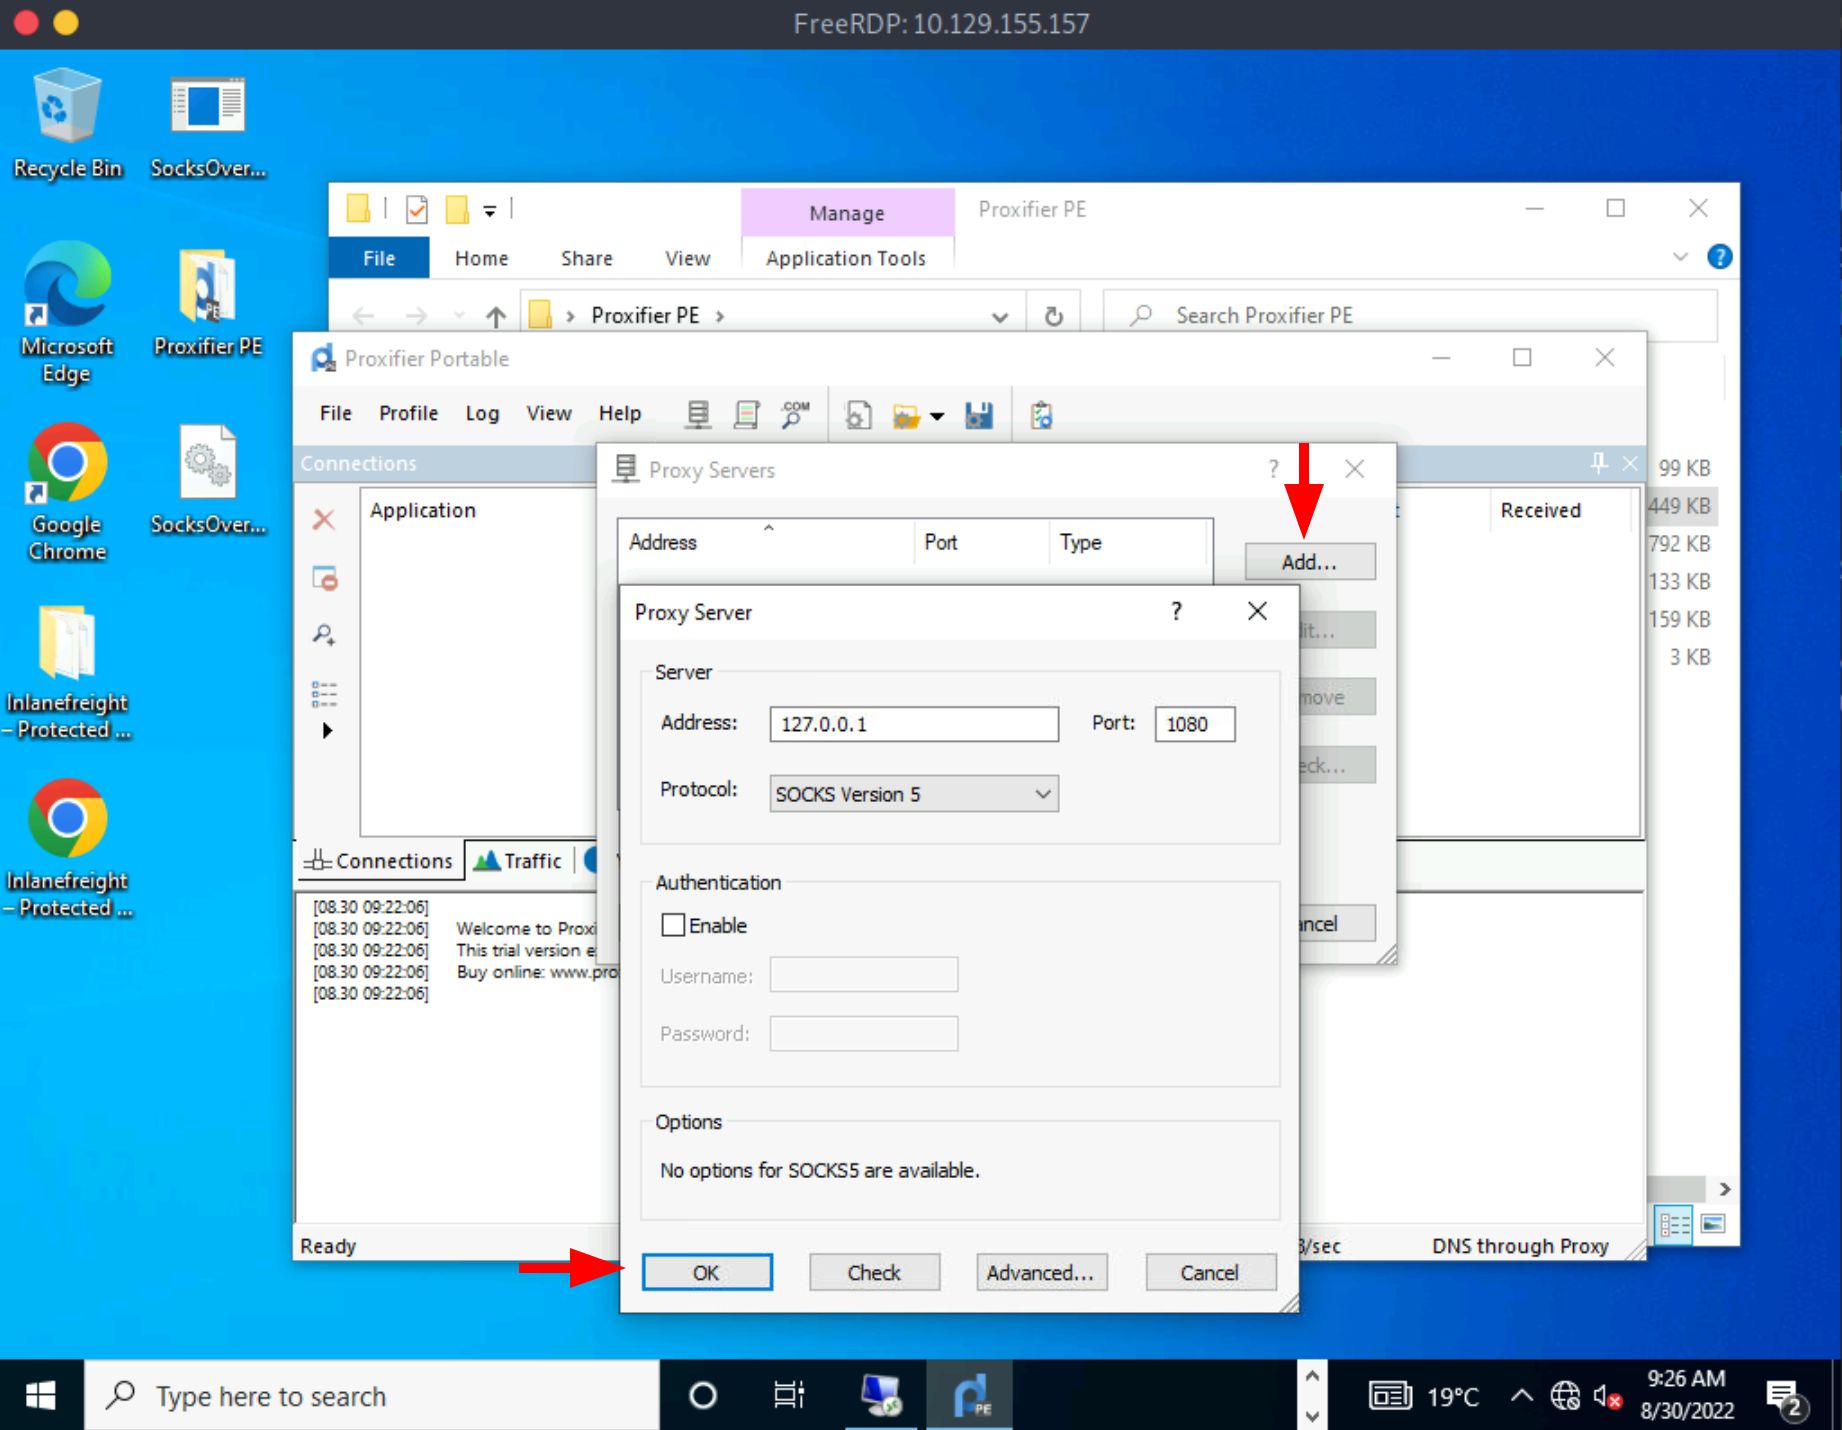 FreeRDP: 10.129.155.157
Recycle Bin
SocksOver...
Microsoft
Edge
Proxifier PE
Google
Chrome
SocksOver...
Inlanefreight
– Protected ...
Inlanefreight
– Protected ...
Manage
Proxifier PE
File
Home
Share
View
Application Tools
Proxifier PE
Search Proxifier PE
Proxifier Portable
File Profile Log View Help
.COM
Connections
Application
Received
99 KB
449 KB
792 KB
133 KB
159 KB
3 KB
Proxy Servers
?
Address
Port
Type
Add...
Proxy Server
?
Server
Address:
127.0.0.1
Port:
1080
Protocol:
SOCKS Version 5
Authentication
Enable
Username:
Password:
Options
No options for SOCKS5 are available.
OK
Check
Advanced...
Cancel
Connections
Traffic
[08.30 09:22:06]
[08.30 09:22:06] Welcome to Proxi
[08.30 09:22:06] This trial version e
[08.30 09:22:06] Buy online: www.pro
[08.30 09:22:06]
Ready
/sec
DNS through Proxy
Type here to search
PE
19°C
9:26 AM
8/30/2022
2